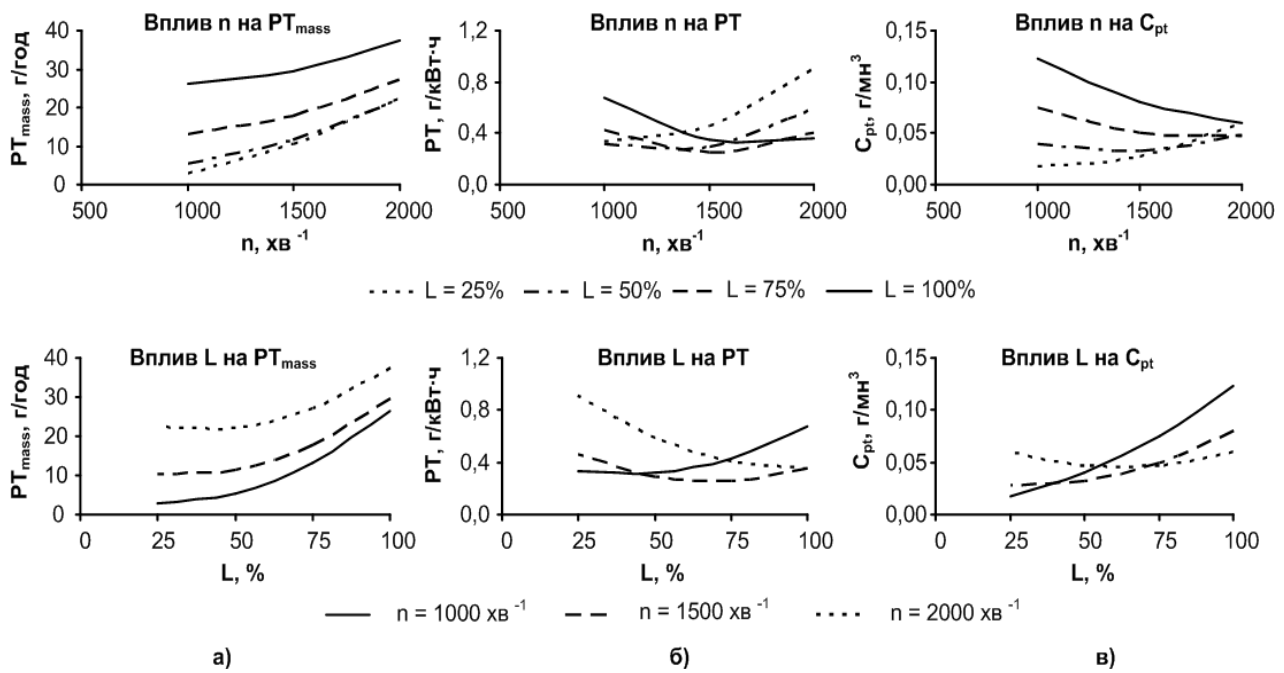 Вплив n на PTmass
PTmass, г/год
40
30
20
10
0
500 1000 1500 2000
n, хв -1
Вплив n на PT
PT, г/кВт·ч
1,2
0,8
0,4
0,0
500 1000 1500 2000
n, хв -1
Вплив n на Cpt
Cpt, г/мн3
0,15
0,10
0,05
0,00
500 1000 1500 2000
n, хв -1
L = 25% L = 50% L = 75% L = 100%
Вплив L на PTmass
PTmass, г/год
40
30
20
10
0
0 25 50 75 100
L, %
Вплив L на PT
PT, г/кВт·ч
1,2
0,8
0,4
0,0
0 25 50 75 100
L, %
Вплив L на Cpt
Cpt, г/мн3
0,15
0,10
0,05
0,00
0 25 50 75 100
L, %
n = 1000 хв -1 n = 1500 хв -1 n = 2000 хв -1
а) б) в)